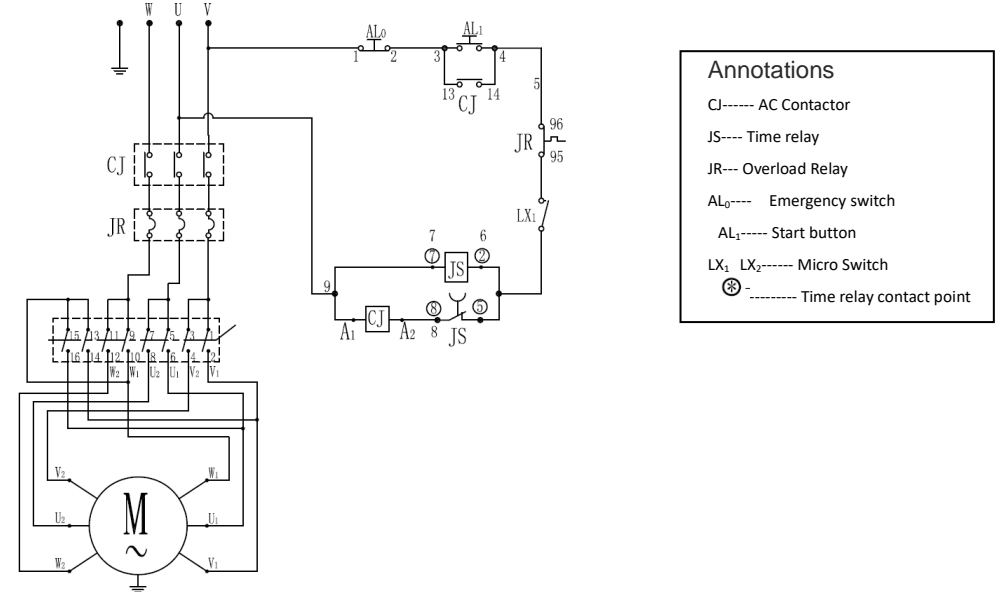 W U V
AL₀
AL₁
1 2 3 4
13 14
CJ
5
96
JR
95
CJ
LX₁
JR
7 6
⑦ ②
JS
9
⑧ ⑤
CJ
A₁ A₂ 8 JS
15 13 11 9 7 5 3 1
16 14 12 10 8 6 4 2
W₂ W₁ U₂ U₁ V₂ V₁
V₂ W₁
M
U₂ U₁
~
W₂ V₁
Annotations
CJ------ AC Contactor
JS---- Time relay
JR--- Overload Relay
AL₀---- Emergency switch
AL₁----- Start button
LX₁ LX₂------ Micro Switch
⊛ - --------- Time relay contact point